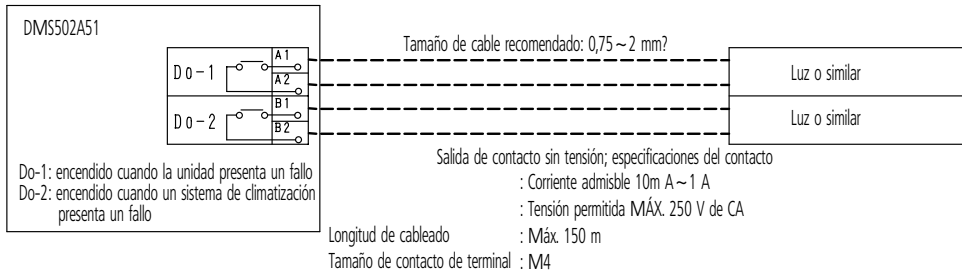 DMS502A51
Tamaño de cable recomendado: 0,75~2 mm?
Do-1
A1
A2
Luz o similar
Do-2
B1
B2
Luz o similar
Do-1: encendido cuando la unidad presenta un fallo
Do-2: encendido cuando un sistema de climatización
presenta un fallo
Salida de contacto sin tensión; especificaciones del contacto
: Corriente admisble 10m A~1 A
: Tensión permitida MÁX. 250 V de CA
Longitud de cableado : Máx. 150 m
Tamaño de contacto de terminal : M4